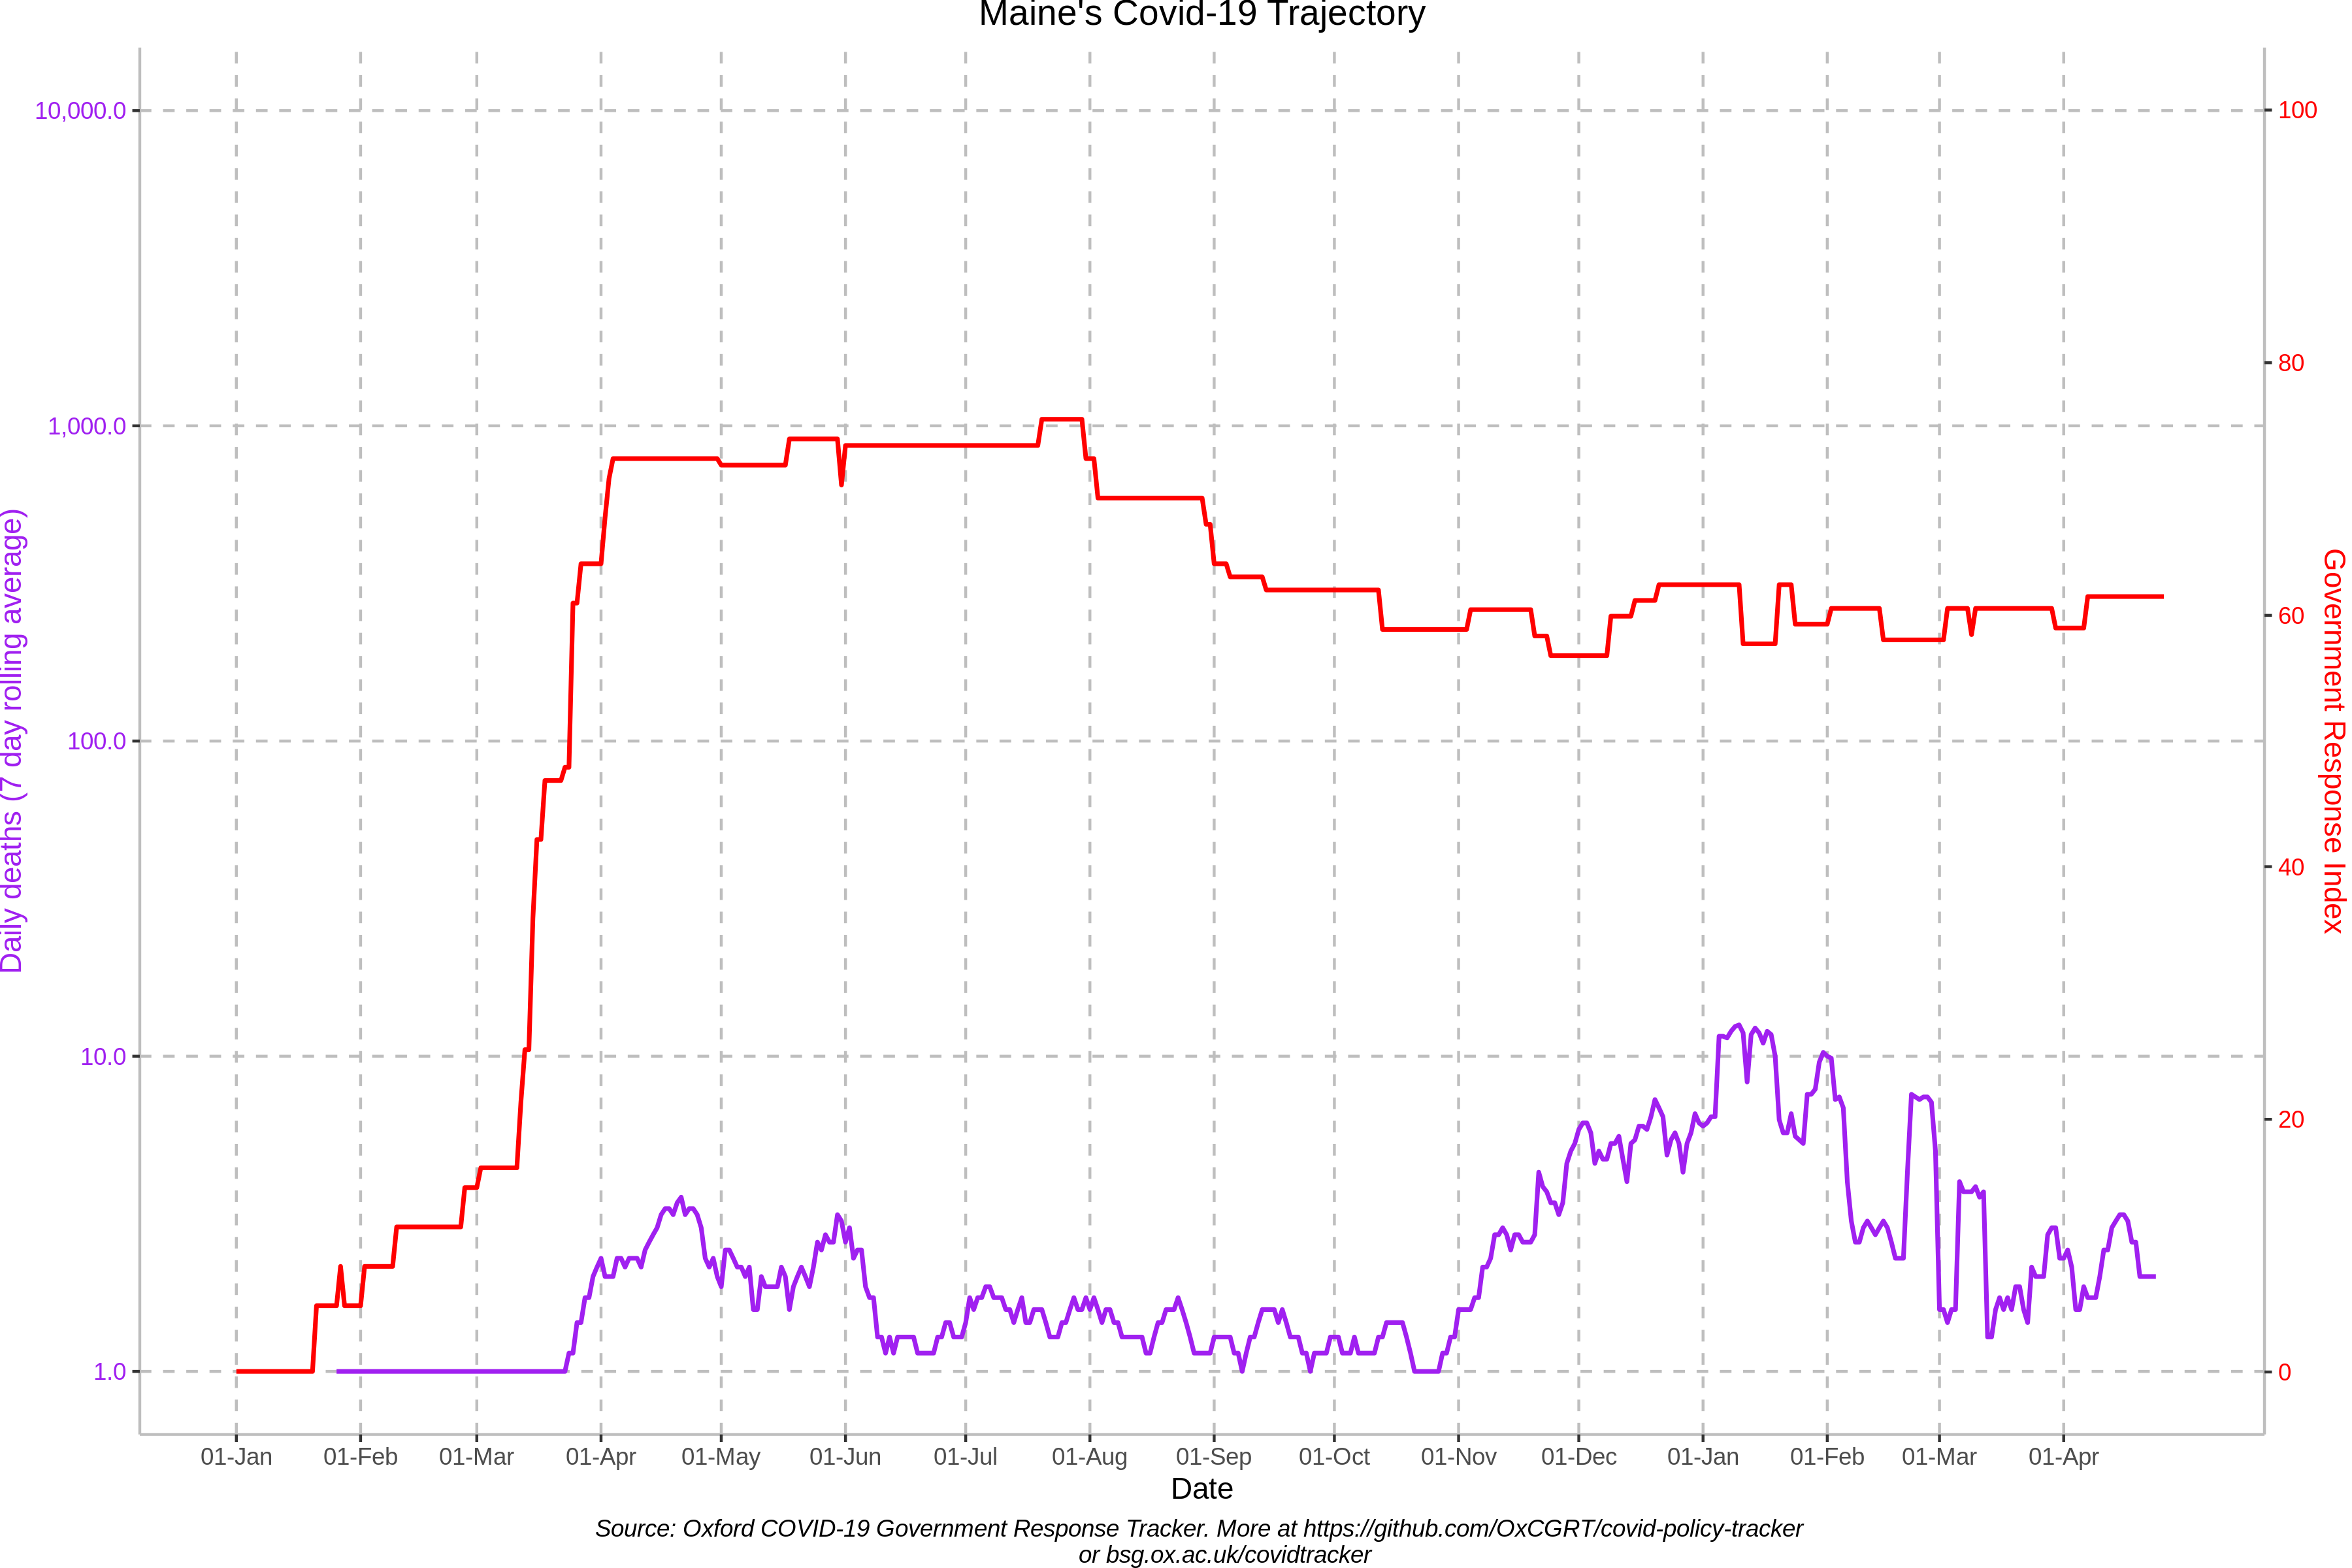 Maine's Covid-19 Trajectory
10,000.0
1,000.0
100.0
10.0
1.0
Daily deaths (7 day rolling average)
100
80
60
40
20
0
Government Response Index
01-Jan 01-Feb 01-Mar 01-Apr 01-May 01-Jun 01-Jul 01-Aug 01-Sep 01-Oct 01-Nov 01-Dec 01-Jan 01-Feb 01-Mar 01-Apr
Date
Source: Oxford COVID-19 Government Response Tracker. More at https://github.com/OxCGRT/covid-policy-tracker
or bsg.ox.ac.uk/covidtracker